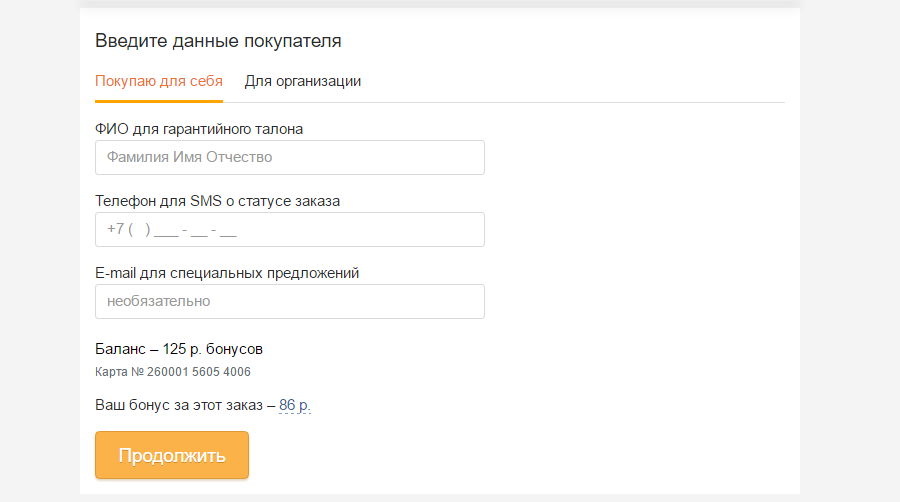 Введите данные покупателя
Покупаю для себя Для организации
ФИО для гарантийного талона
Фамилия Имя Отчество
Телефон для SMS о статусе заказа
+7 ( ) ___ - __ - __
E-mail для специальных предложений
необязательно
Баланс – 125 р. бонусов
Карта № 260001 5605 4006
Ваш бонус за этот заказ – 86 р.
Продолжить